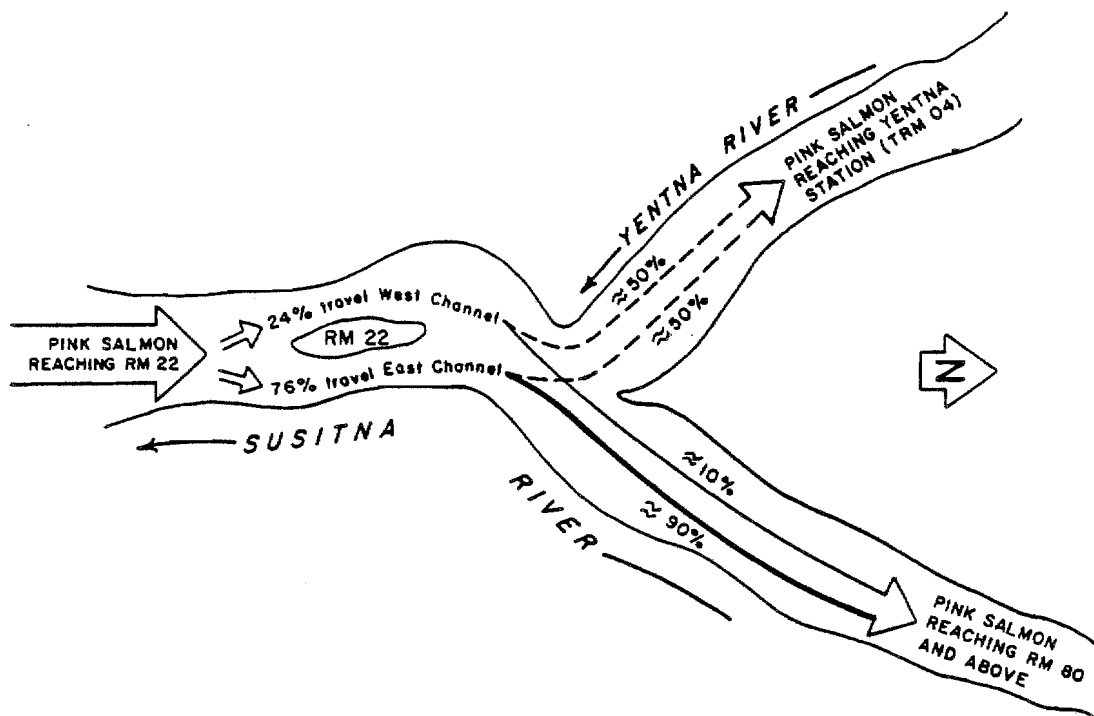 YENTNA RIVER
PINK SALMON
REACHING YENTNA
STATION (TRM 04)
≈50%
≈50%
24% travel West Channel
RM 22
PINK SALMON
REACHING RM 22
76% travel East Channel
N
SUSITNA
RIVER
≈10%
≈90%
PINK SALMON
REACHING RM 80
AND ABOVE